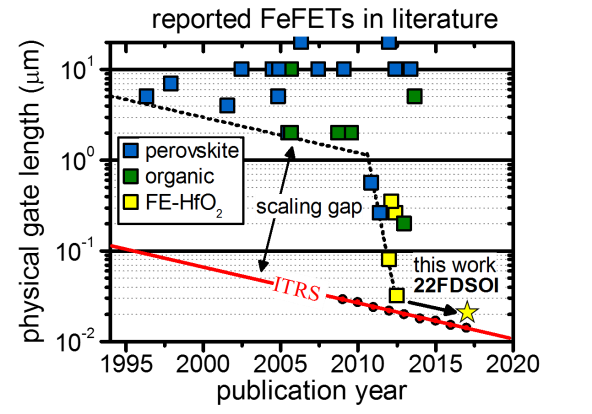 reported FeFETs in literature
physical gate length (μm)
10¹
10⁰
10⁻¹
10⁻²
perovskite
organic
FE-HfO₂
scaling gap
this work
22FDSOI
ITRS
1995 2000 2005 2010 2015 2020
publication year